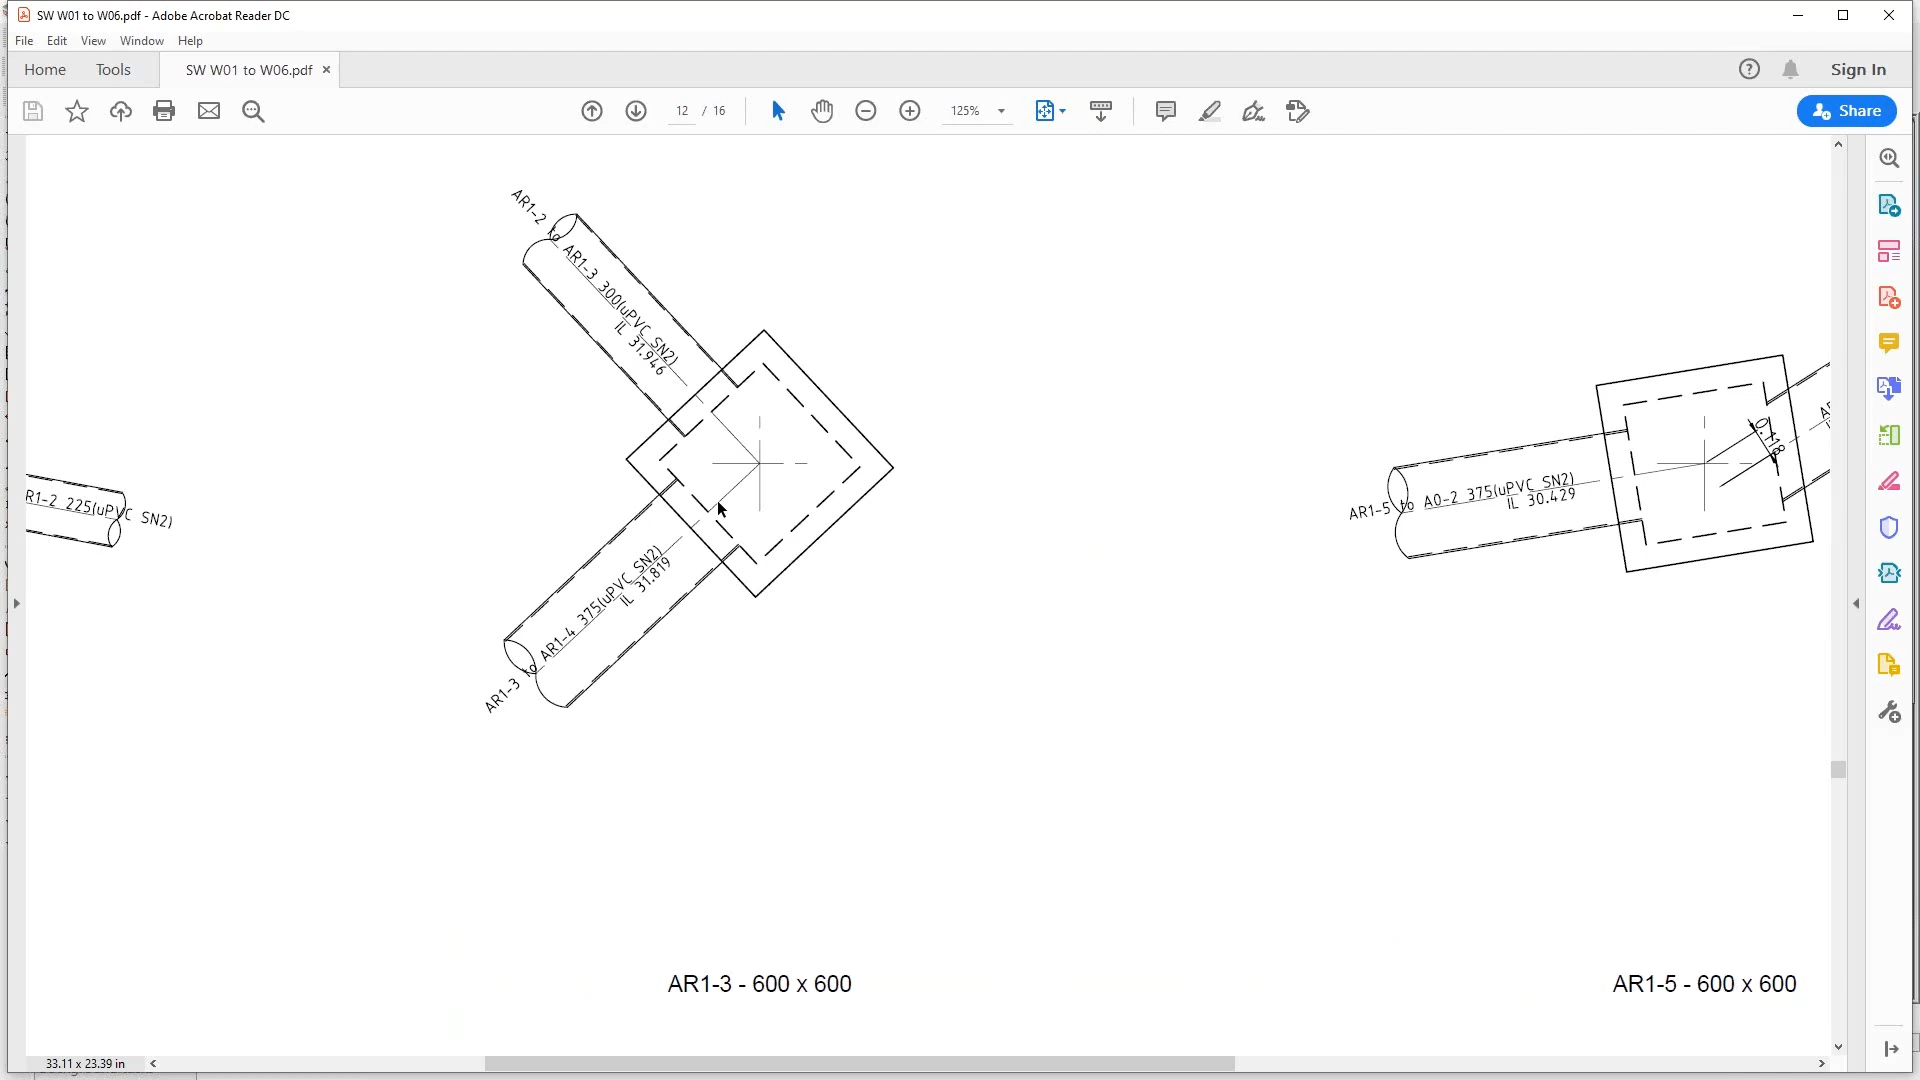 SW W01 to W06.pdf - Adobe Acrobat Reader DC
File Edit View Window Help
Home Tools SW W01 to W06.pdf × Sign In
12 / 16 125% Share
AR1-2 to AR1-3 300(uPVC SN2)
IL 31.946
R1-2 225(uPVC SN2)
AR1-3 to AR1-4 375(uPVC SN2)
IL 31.819
AR1-5 to A0-2 375(uPVC SN2)
IL 30.429
0.118
AR1-3 - 600 x 600
AR1-5 - 600 x 600
33.11 x 23.39 in